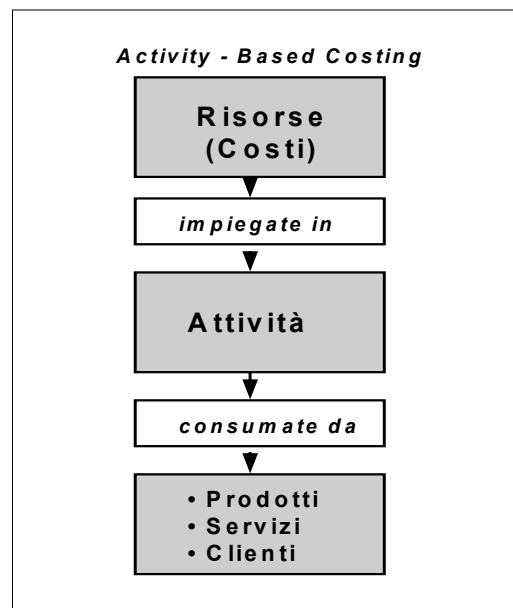 Activity - Based Costing
Risorse
(Costi)
impiegate in
Attività
consumate da
• Prodotti
• Servizi
• Clienti